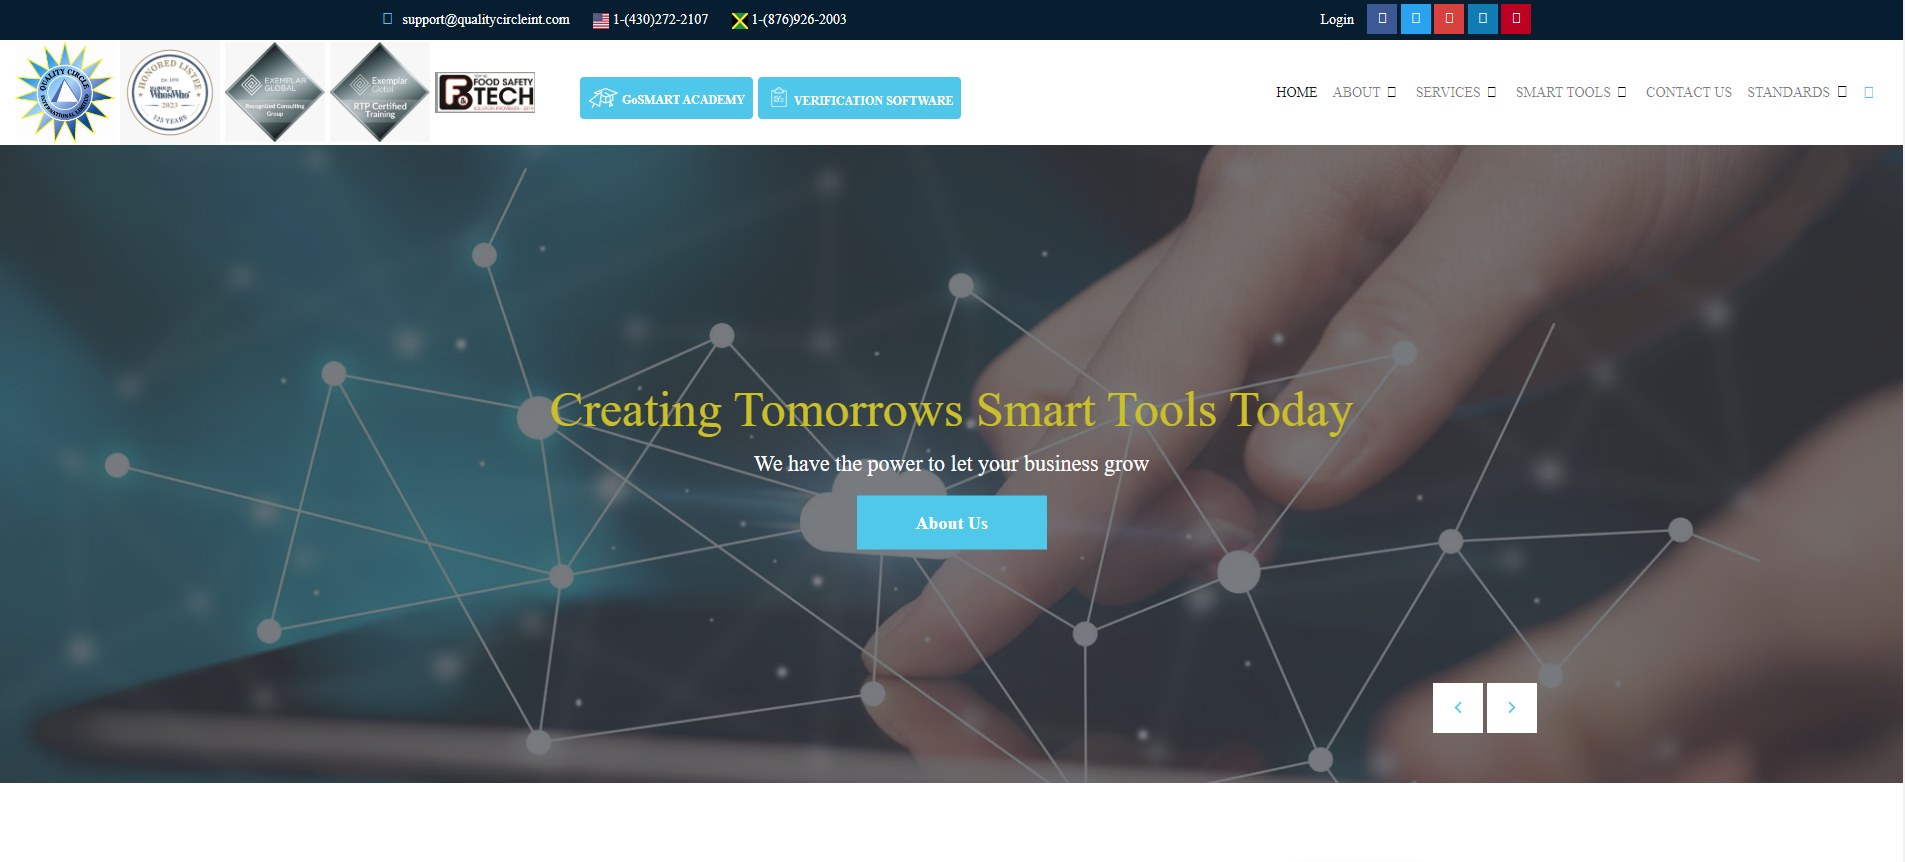 support@qualitycircleint.com 1-(430)272-2107 1-(876)926-2003 Login
QUALITY CIRCLE
INTERNATIONAL LIMITED
HONORED LISTEE
Est. 1898
MARQUIS
Who'sWho
2023
125 YEARS
EXEMPLAR
GLOBAL
Recognized Consulting
Group
Exemplar
Global
RTP Certified
Training
FOOD SAFETY
TECH
GoSMART ACADEMY
VERIFICATION SOFTWARE
HOME ABOUT SERVICES SMART TOOLS CONTACT US STANDARDS
Creating Tomorrows Smart Tools Today
We have the power to let your business grow
About Us